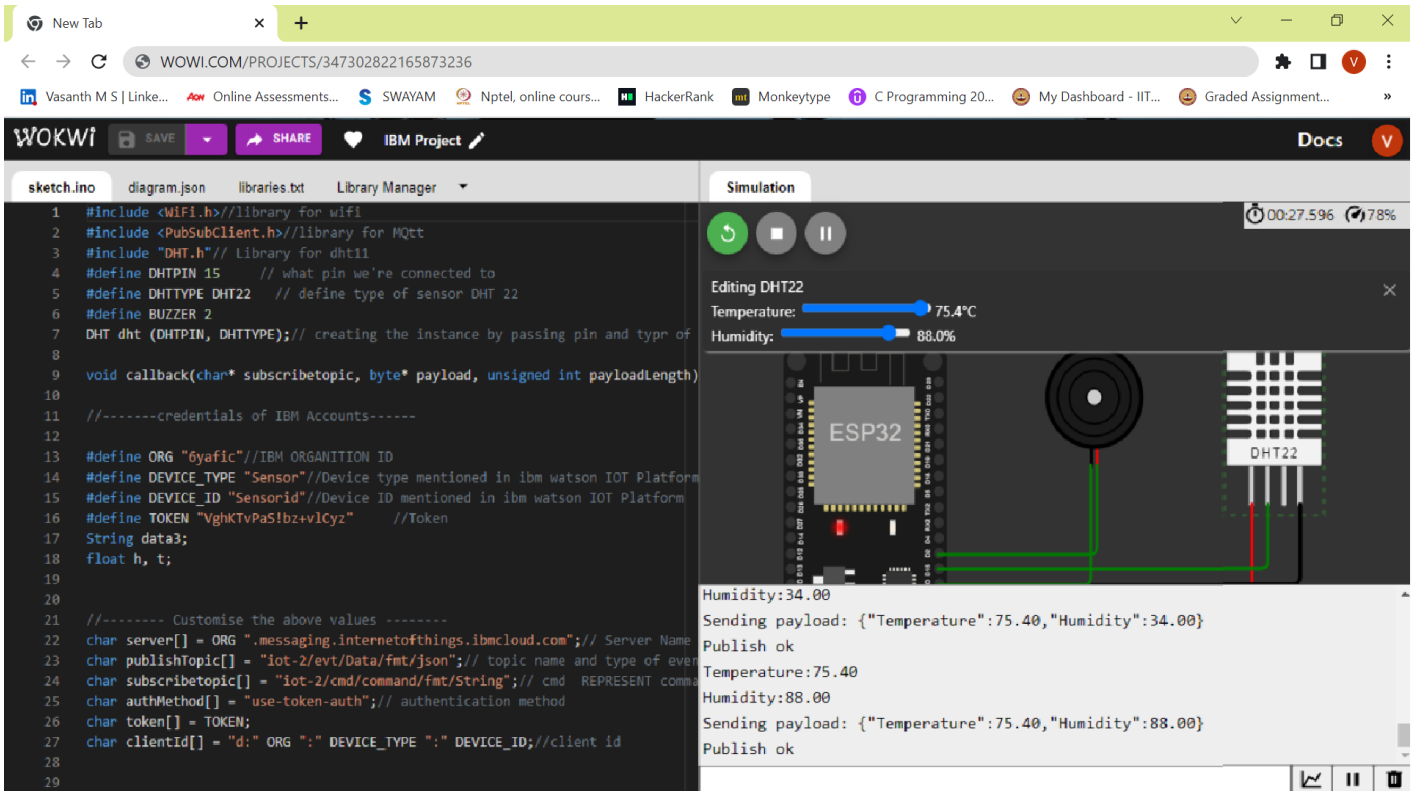 New Tab
WOWI.COM/PROJECTS/347302822165873236
V
Vasanth M S | Linke...
AON Online Assessments...
SWAYAM
Nptel, online cours...
HackerRank
mt Monkeytype
C Programming 20...
My Dashboard - IIT...
Graded Assignment...
»
WOKWi
SAVE
SHARE
IBM Project
Docs
V
sketch.ino
diagram.json
libraries.txt
Library Manager
1 #include <WiFi.h>//library for wifi
2 #include <PubSubClient.h>//library for MQtt
3 #include "DHT.h"// Library for dht11
4 #define DHTPIN 15 // what pin we're connected to
5 #define DHTTYPE DHT22 // define type of sensor DHT 22
6 #define BUZZER 2
7 DHT dht (DHTPIN, DHTTYPE);// creating the instance by passing pin and typr of
8
9 void callback(char* subscribetopic, byte* payload, unsigned int payloadLength)
10
11 //-------credentials of IBM Accounts------
12
13 #define ORG "6yafic"//IBM ORGANITION ID
14 #define DEVICE_TYPE "Sensor"//Device type mentioned in ibm watson IOT Platform
15 #define DEVICE_ID "Sensorid"//Device ID mentioned in ibm watson IOT Platform
16 #define TOKEN "VghKTvPaS!bz+vlCyz" //Token
17 String data3;
18 float h, t;
19
20
21 //-------- Customise the above values --------
22 char server[] = ORG ".messaging.internetofthings.ibmcloud.com";// Server Name
23 char publishTopic[] = "iot-2/evt/Data/fmt/json";// topic name and type of even
24 char subscribetopic[] = "iot-2/cmd/command/fmt/String";// cmd REPRESENT comma
25 char authMethod[] = "use-token-auth";// authentication method
26 char token[] = TOKEN;
27 char clientId[] = "d:" ORG ":" DEVICE_TYPE ":" DEVICE_ID;//client id
28
29
Simulation
00:27.596
78%
Editing DHT22
Temperature: 75.4°C
Humidity: 88.0%
ESP32
DHT22
Humidity:34.00
Sending payload: {"Temperature":75.40,"Humidity":34.00}
Publish ok
Temperature:75.40
Humidity:88.00
Sending payload: {"Temperature":75.40,"Humidity":88.00}
Publish ok